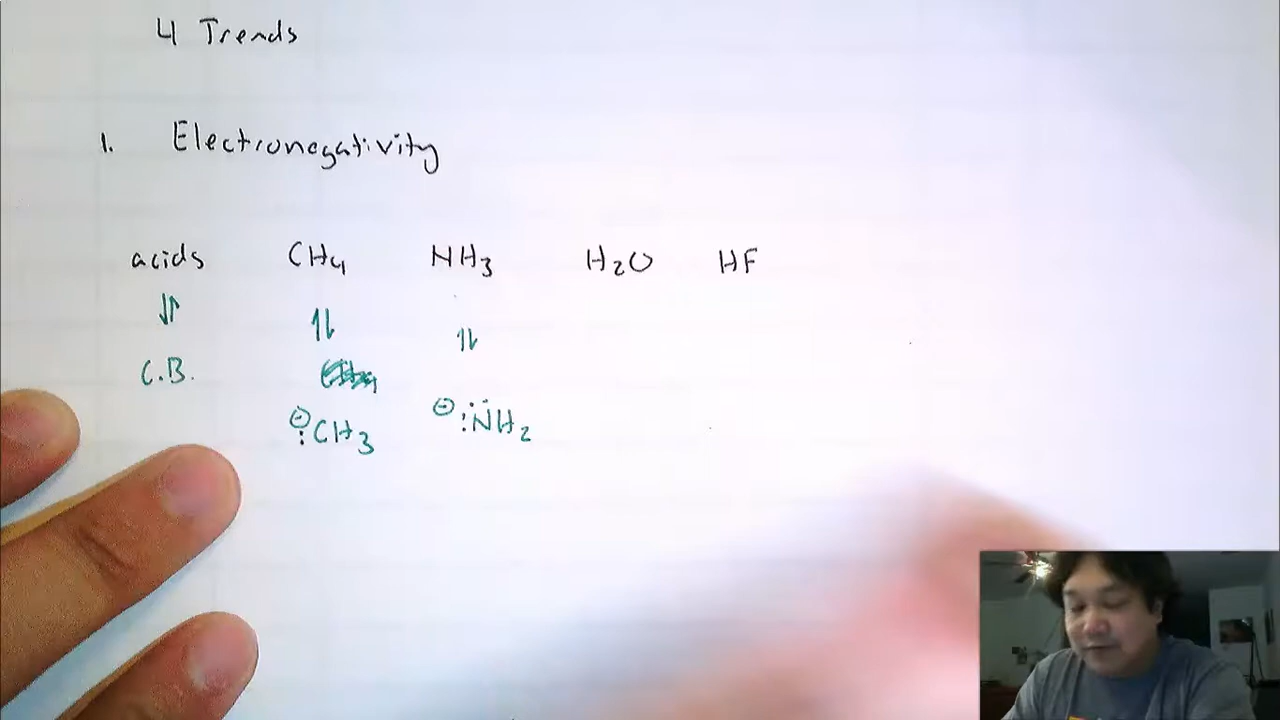 4 Trends
1. Electronegativity
acids CH₄ NH₃ H₂O HF
⇌ ⇌ ⇌
C.B.
⊖:CH₃ ⊖:N̈H₂